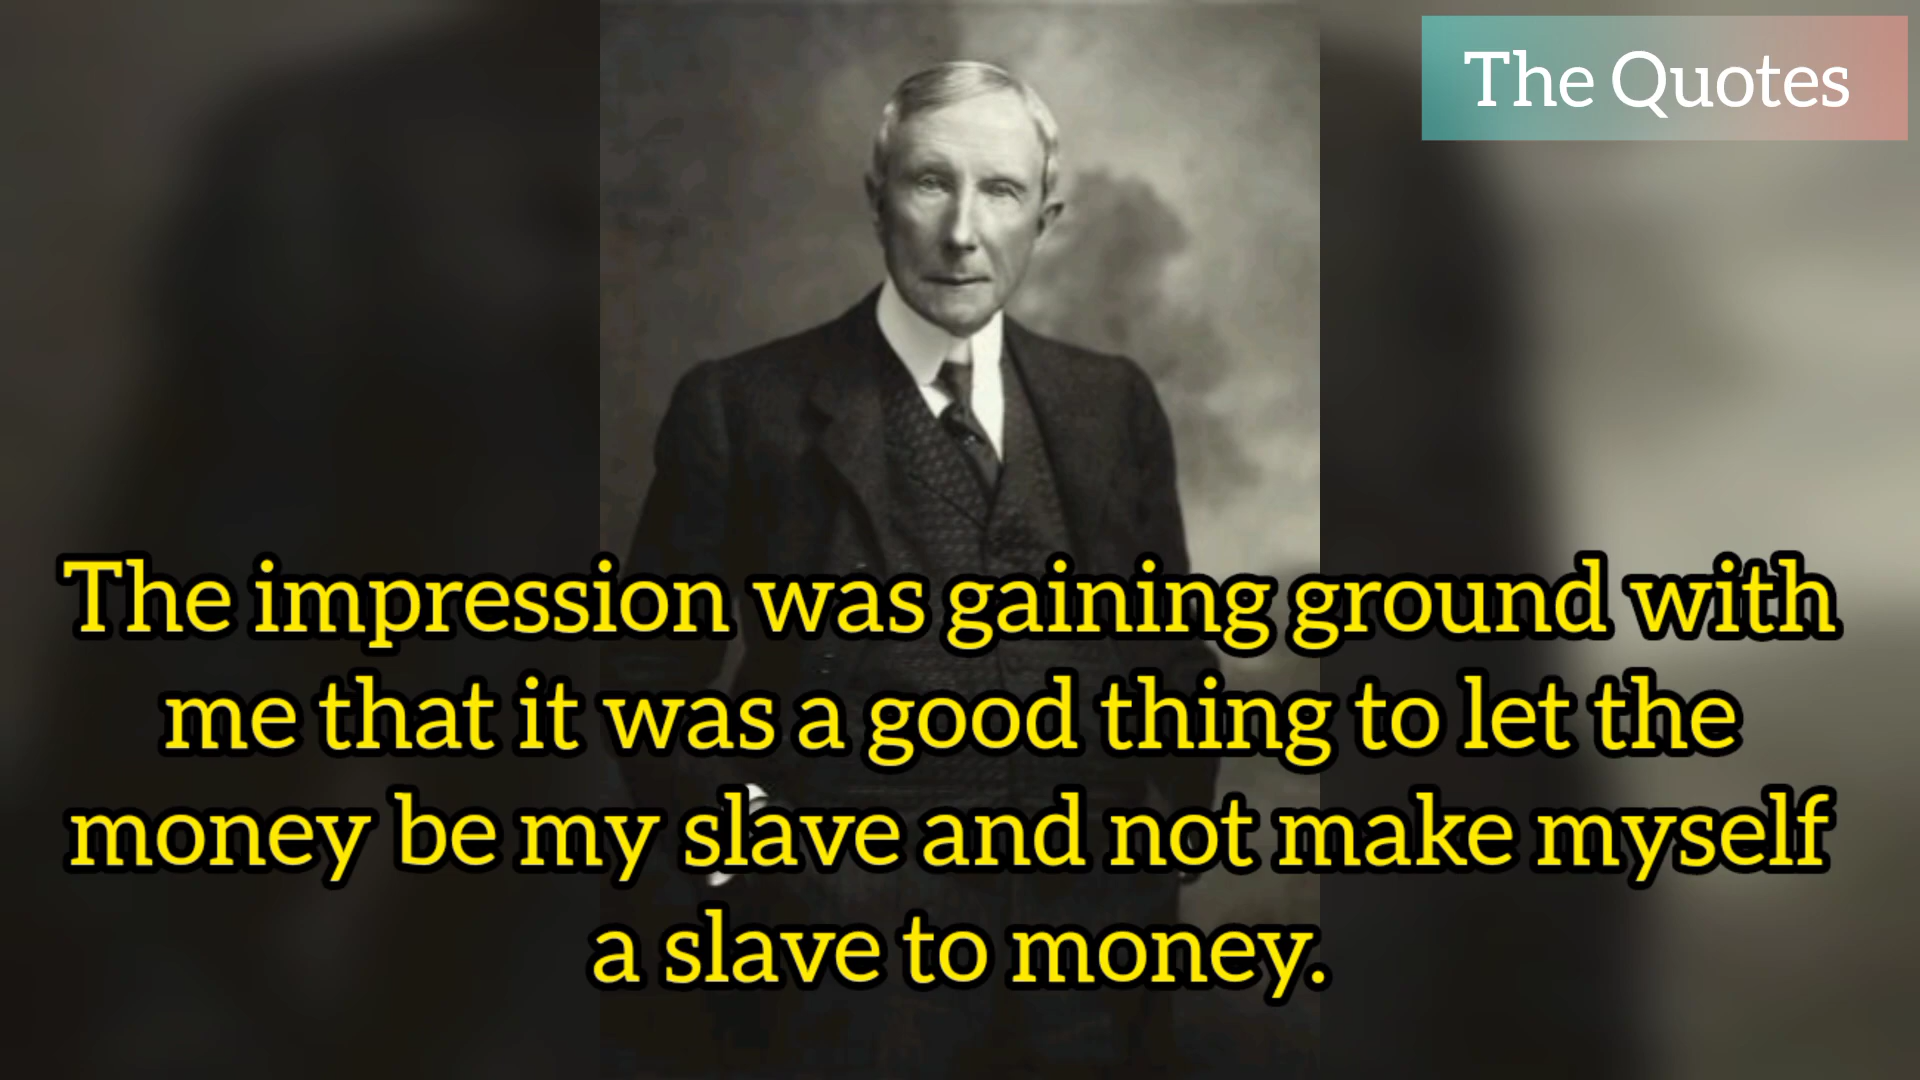 The Quotes
The impression was gaining ground with
me that it was a good thing to let the
money be my slave and not make myself
a slave to money.